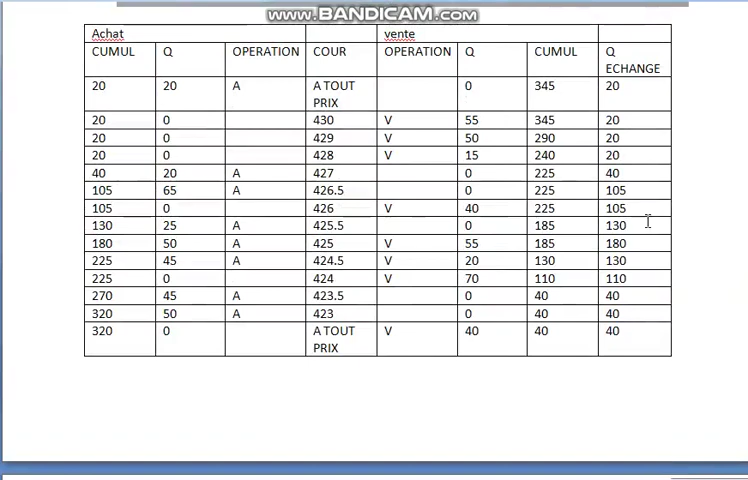 www.BANDICAM.com
Achat vente
CUMUL Q OPERATION COUR OPERATION Q CUMUL Q
ECHANGE
20 20 A A TOUT 0 345 20
PRIX
20 0 430 V 55 345 20
20 0 429 V 50 290 20
20 0 428 V 15 240 20
40 20 A 427 0 225 40
105 65 A 426.5 0 225 105
105 0 426 V 40 225 105
130 25 A 425.5 0 185 130
180 50 A 425 V 55 185 180
225 45 A 424.5 V 20 130 130
225 0 424 V 70 110 110
270 45 A 423.5 0 40 40
320 50 A 423 0 40 40
320 0 A TOUT V 40 40 40
PRIX